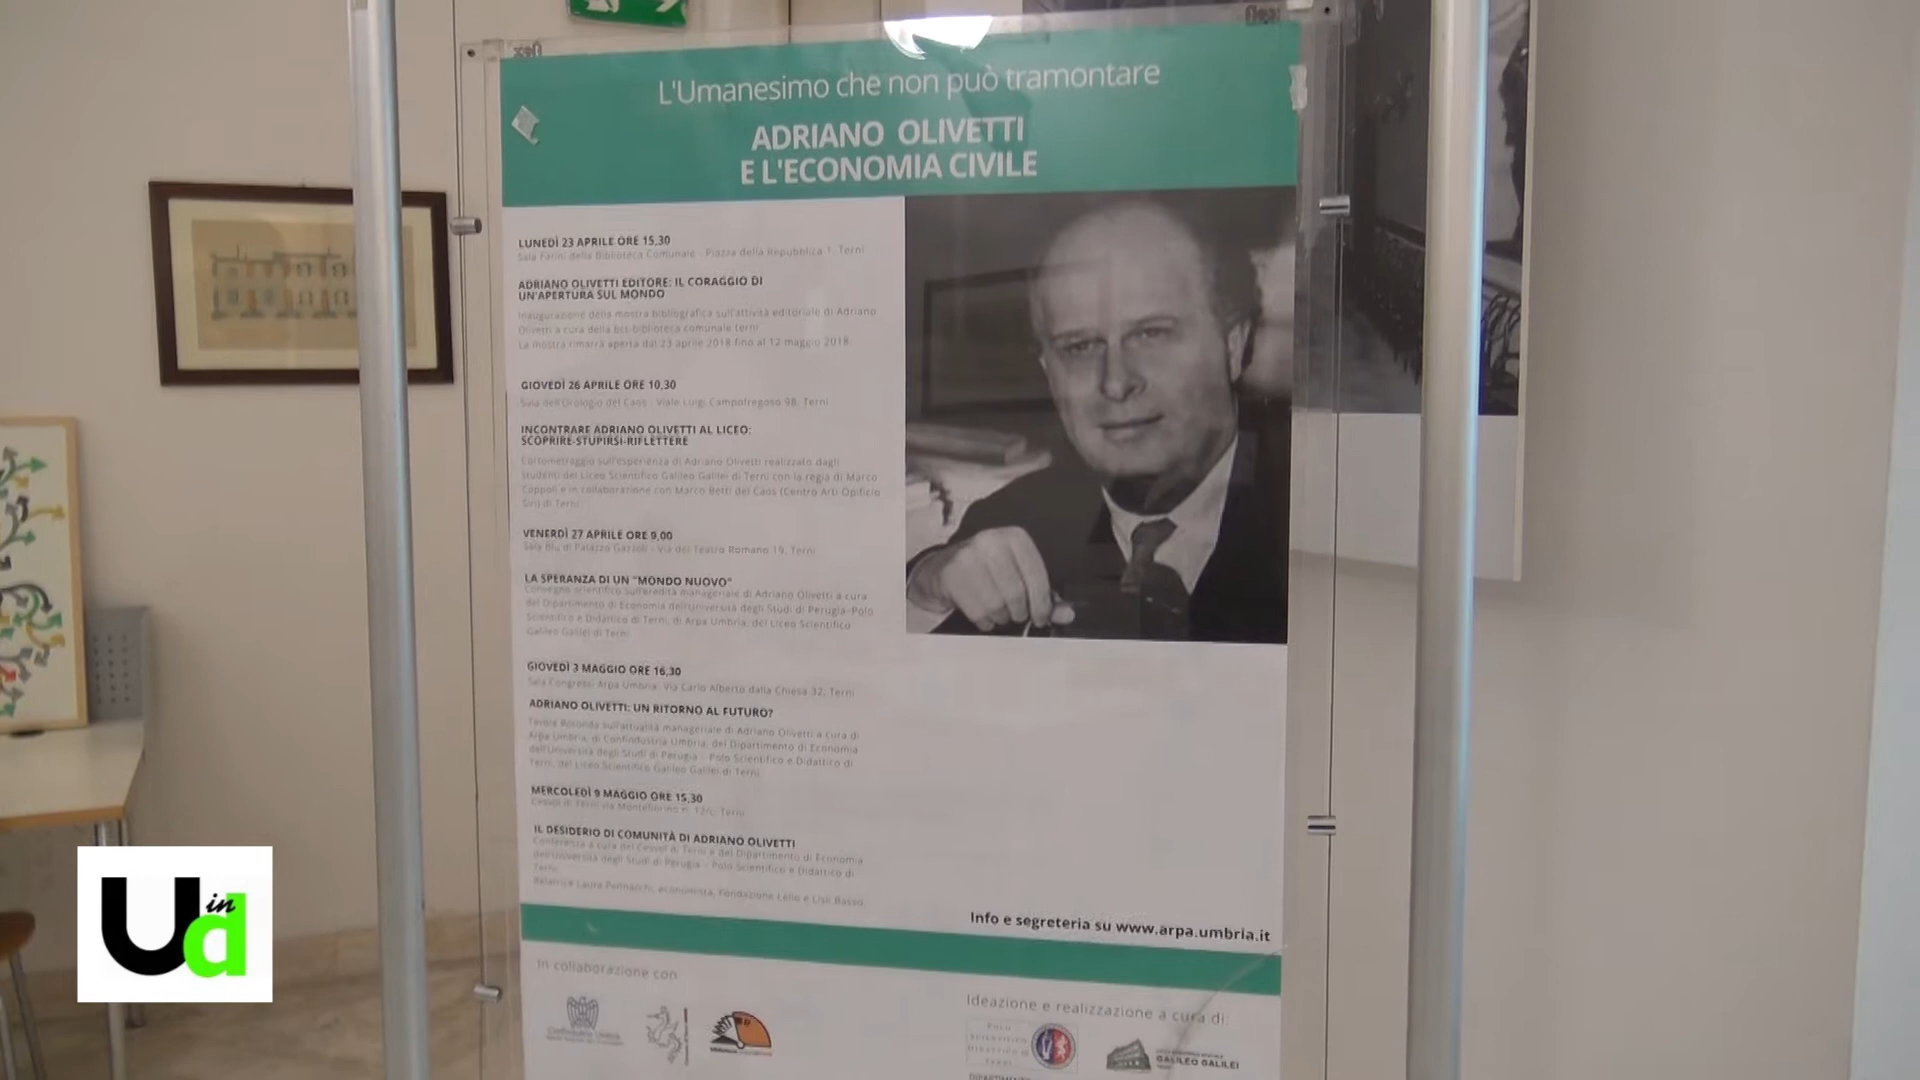 L'Umanesimo che non può tramontare
ADRIANO OLIVETTI
E L'ECONOMIA CIVILE
LUNEDÌ 23 APRILE ORE 15,30
Sala Farini della Biblioteca Comunale - Piazza della Repubblica 1, Terni
ADRIANO OLIVETTI EDITORE: IL CORAGGIO DI
UN'APERTURA SUL MONDO
Inaugurazione della mostra bibliografica sull'attività editoriale di Adriano
Olivetti a cura della bct-biblioteca comunale terni
La mostra rimarrà aperta dal 23 aprile 2018 fino al 12 maggio 2018
GIOVEDÌ 26 APRILE ORE 10,30
Sala dell'Orologio del Caos - Viale Luigi Campofregoso 98, Terni
INCONTRARE ADRIANO OLIVETTI AL LICEO:
SCOPRIRE-STUPIRSI-RIFLETTERE
Cortometraggio sull'esperienza di Adriano Olivetti realizzato dagli
Studenti del Liceo Scientifico Galileo Galilei di Terni con la regia di Marco
Coppoli e in collaborazione con Marco Betti del Caos (Centro Arti Opificio
Siri) di Terni
VENERDÌ 27 APRILE ORE 9,00
Sala Blu di Palazzo Gazzoli - Via del Teatro Romano 19, Terni
LA SPERANZA DI UN "MONDO NUOVO"
Convegno scientifico sull'eredità manageriale di Adriano Olivetti a cura
del Dipartimento di Economia dell'Università degli Studi di Perugia-Polo
Scientifico e Didattico di Terni, di Arpa Umbria, del Liceo Scientifico
Galileo Galilei di Terni
GIOVEDÌ 3 MAGGIO ORE 16,30
Sala Congressi Arpa Umbria, Via Carlo Alberto dalla Chiesa 32, Terni
ADRIANO OLIVETTI: UN RITORNO AL FUTURO?
Tavola Rotonda sull'attualità manageriale di Adriano Olivetti a cura di
Arpa Umbria, di Confindustria Umbria, del Dipartimento di Economia
dell'Università degli Studi di Perugia - Polo Scientifico e Didattico di
Terni, del Liceo Scientifico Galileo Galilei di Terni
MERCOLEDÌ 9 MAGGIO ORE 15,30
Cesvol di Terni, via Montefiorino n. 12/c, Terni
IL DESIDERIO DI COMUNITÀ DI ADRIANO OLIVETTI
Conferenza a cura del Cesvol di Terni e del Dipartimento di Economia
dell'Università degli Studi di Perugia - Polo Scientifico e Didattico di
Terni
Relatrice Laura Pennacchi, economista, Fondazione Lelio e Lisli Basso
Info e segreteria su www.arpa.umbria.it
In collaborazione con
Ideazione e realizzazione a cura di:
Confindustria Umbria
Polo
Scientifico
Didattico di
Terni
GALILEO GALILEI
DIPARTIMENTO
U in d